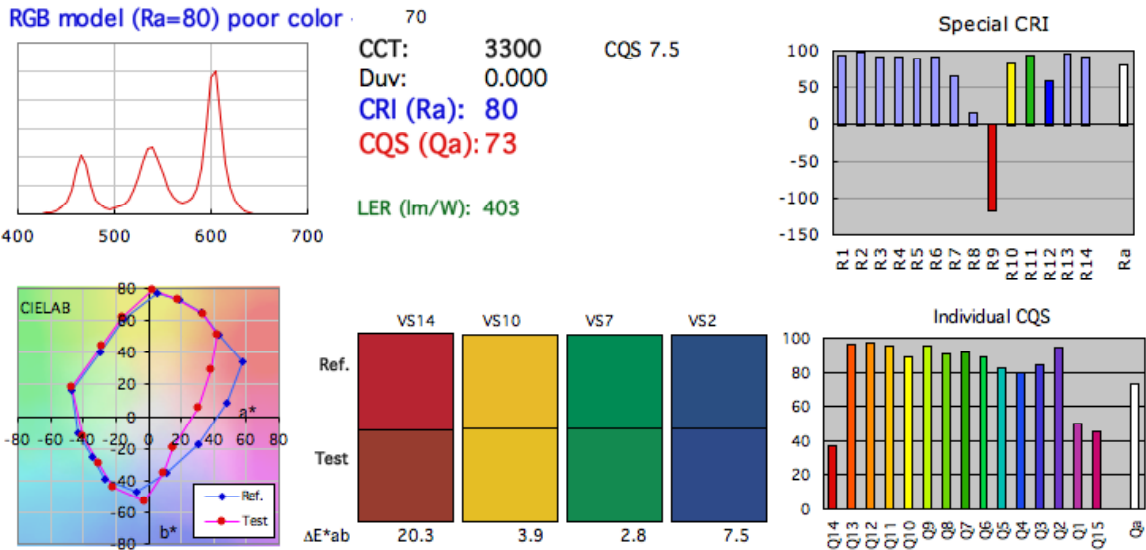 RGB model (Ra=80) poor color
70
CCT: 3300 CQS 7.5
Duv: 0.000
CRI (Ra): 80
CQS (Qa): 73
LER (lm/W): 403
400 500 600 700
Special CRI
100
50
0
-50
-100
-150
R1 R2 R3 R4 R5 R6 R7 R8 R9 R10 R11 R12 R13 R14 Ra
CIELAB
80
60
40
20
0
-20
-40
-60
-80
-80 -60 -40 -20 0 20 40 60 80
a*
b*
Ref.
Test
VS14 VS10 VS7 VS2
Ref.
Test
ΔE*ab 20.3 3.9 2.8 7.5
Individual CQS
100
80
60
40
20
0
Q14 Q13 Q12 Q11 Q10 Q9 Q8 Q7 Q6 Q5 Q4 Q3 Q2 Q1 Q15 Qa